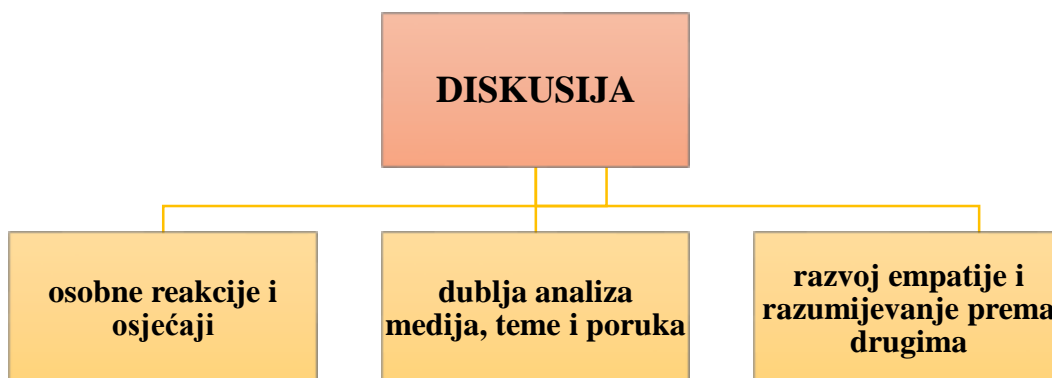 DISKUSIJA
osobne reakcije i
osjećaji
dublja analiza
medija, teme i poruka
razvoj empatije i
razumijevanje prema
drugima